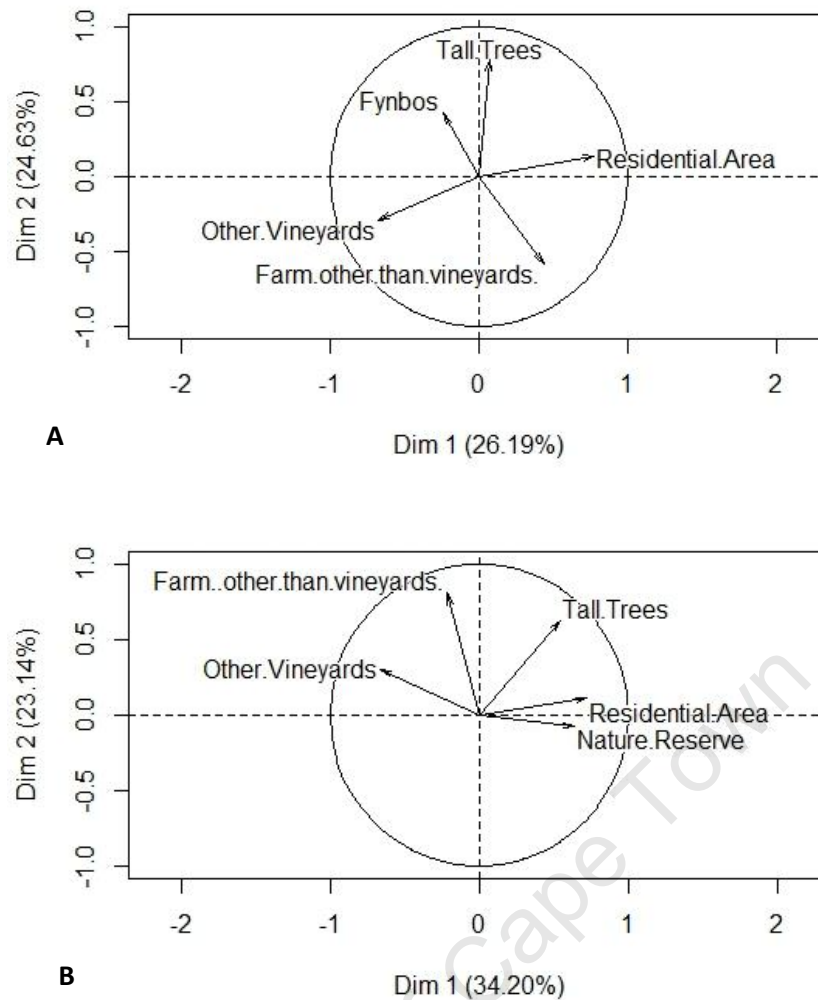 1.0
Tall.Trees
0.5
Fynbos
Residential.Area
0.0
Dim 2 (24.63%)
Other.Vineyards
-0.5
Farm.other.than.vineyards.
-1.0
-2 -1 0 1 2
A
Dim 1 (26.19%)
1.0
Farm..other.than.vineyards.
Tall.Trees
0.5
Other.Vineyards
Dim 2 (23.14%)
0.0
Residential.Area
Nature.Reserve
-0.5
-1.0
-2 -1 0 1 2
B
Dim 1 (34.20%)
Cape Town